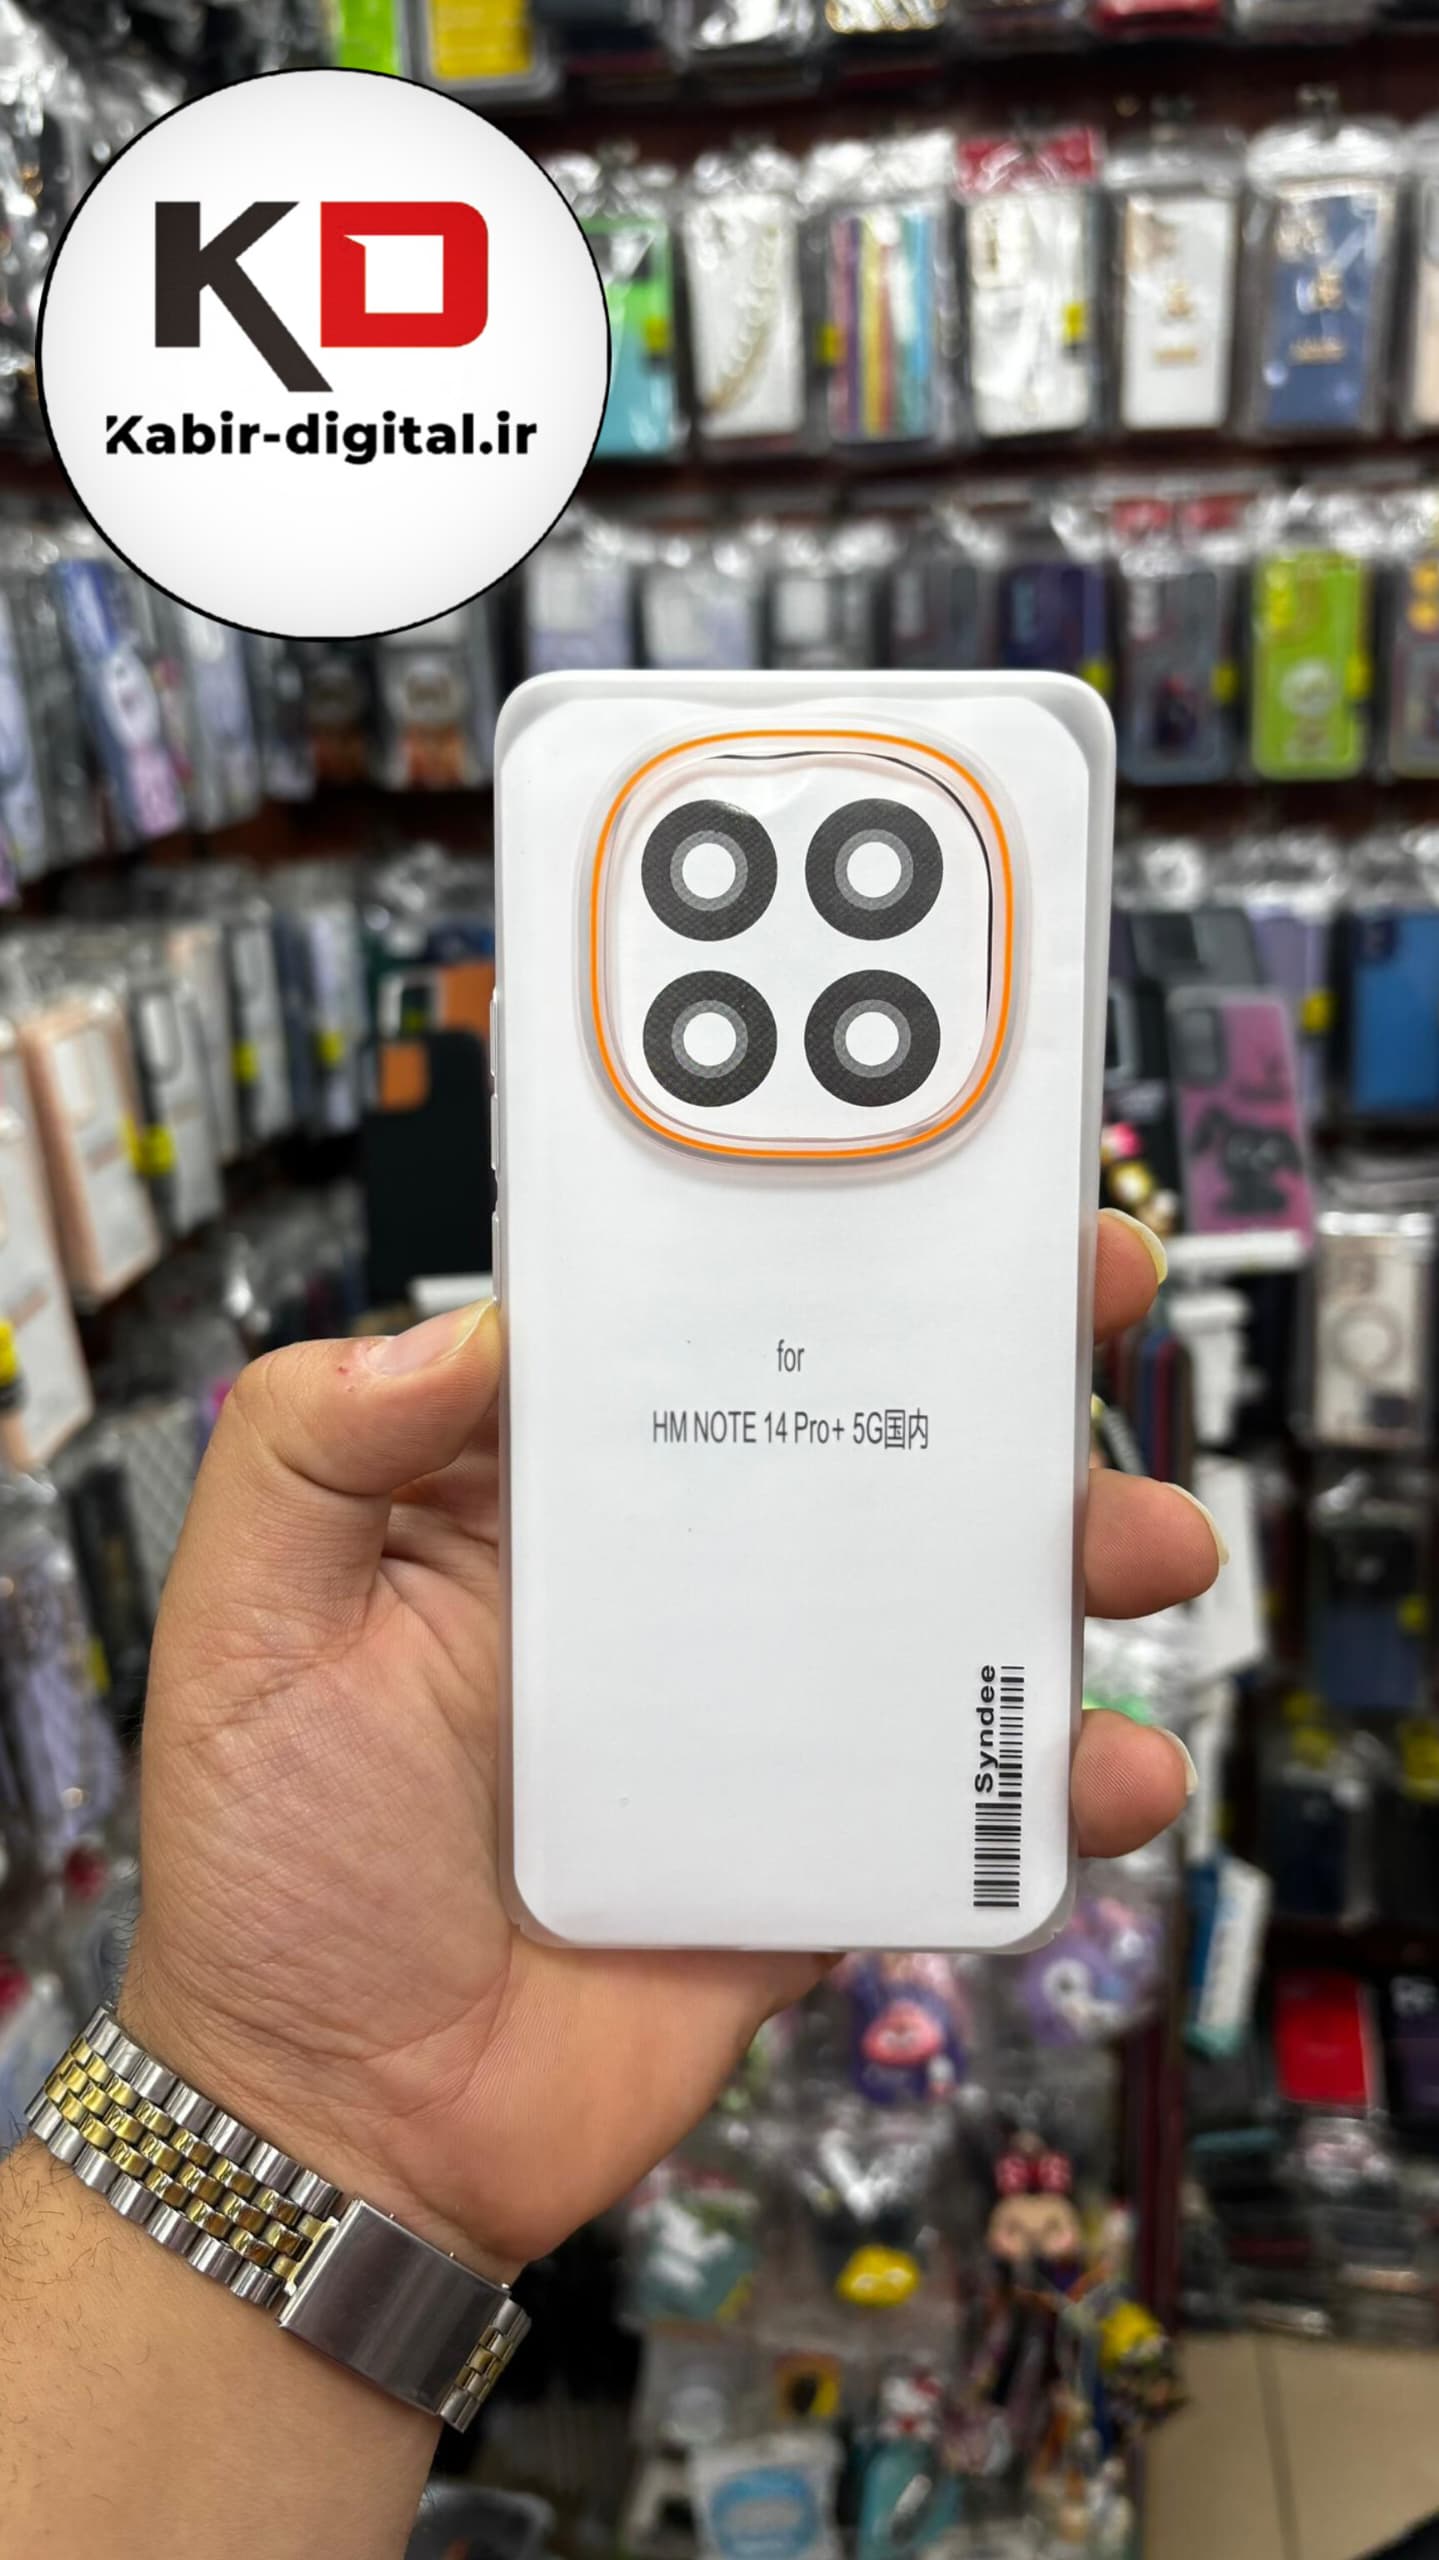 KD
Kabir-digital.ir
for
HM NOTE 14 Pro+ 5G国内
Syndee